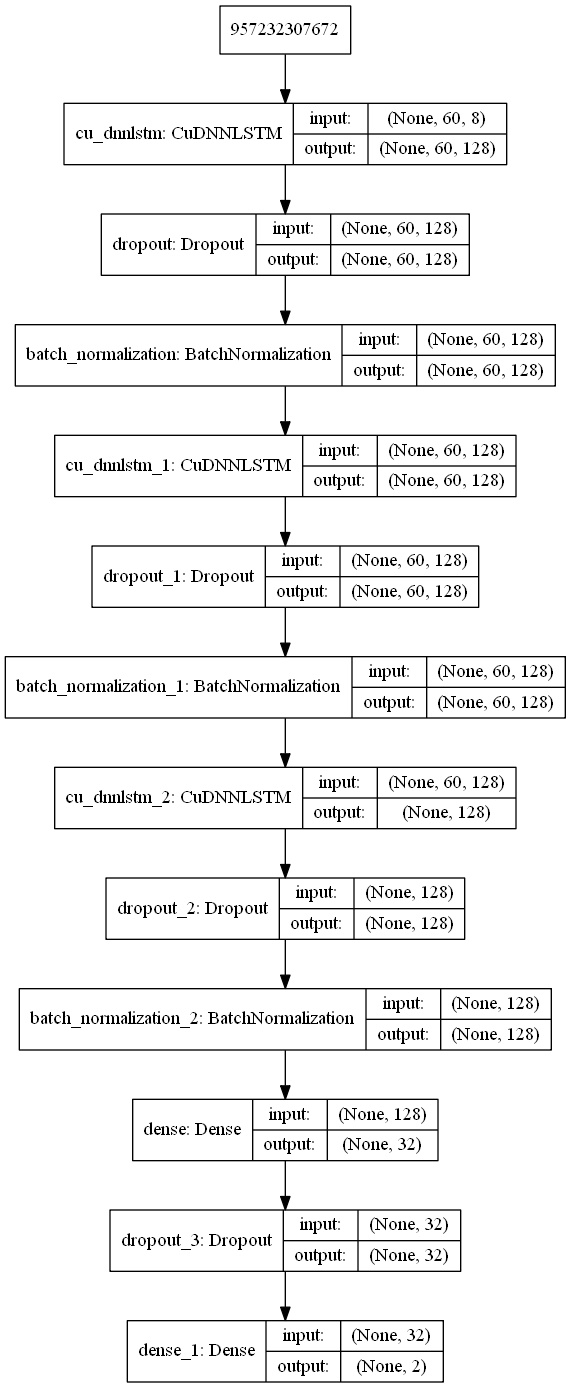 957232307672
cu_dnnlstm: CuDNNLSTM
input: (None, 60, 8)
output: (None, 60, 128)
dropout: Dropout
input: (None, 60, 128)
output: (None, 60, 128)
batch_normalization: BatchNormalization
input: (None, 60, 128)
output: (None, 60, 128)
cu_dnnlstm_1: CuDNNLSTM
input: (None, 60, 128)
output: (None, 60, 128)
dropout_1: Dropout
input: (None, 60, 128)
output: (None, 60, 128)
batch_normalization_1: BatchNormalization
input: (None, 60, 128)
output: (None, 60, 128)
cu_dnnlstm_2: CuDNNLSTM
input: (None, 60, 128)
output: (None, 128)
dropout_2: Dropout
input: (None, 128)
output: (None, 128)
batch_normalization_2: BatchNormalization
input: (None, 128)
output: (None, 128)
dense: Dense
input: (None, 128)
output: (None, 32)
dropout_3: Dropout
input: (None, 32)
output: (None, 32)
dense_1: Dense
input: (None, 32)
output: (None, 2)